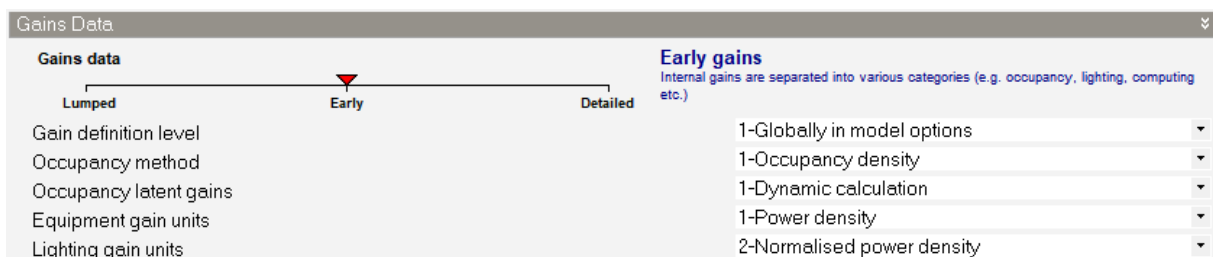 Gains Data
Gains data
Lumped Early Detailed
Early gains
Internal gains are separated into various categories (e.g. occupancy, lighting, computing
etc.)
Gain definition level 1-Globally in model options
Occupancy method 1-Occupancy density
Occupancy latent gains 1-Dynamic calculation
Equipment gain units 1-Power density
Lighting gain units 2-Normalised power density